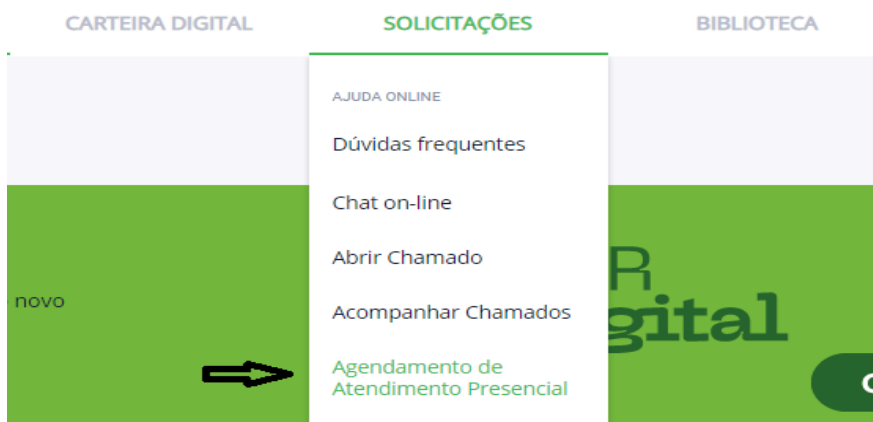 CARTEIRA DIGITAL
SOLICITAÇÕES
BIBLIOTECA
AJUDA ONLINE
Dúvidas frequentes
Chat on-line
Abrir Chamado
Acompanhar Chamados
Agendamento de
Atendimento Presencial
novo
R
gital